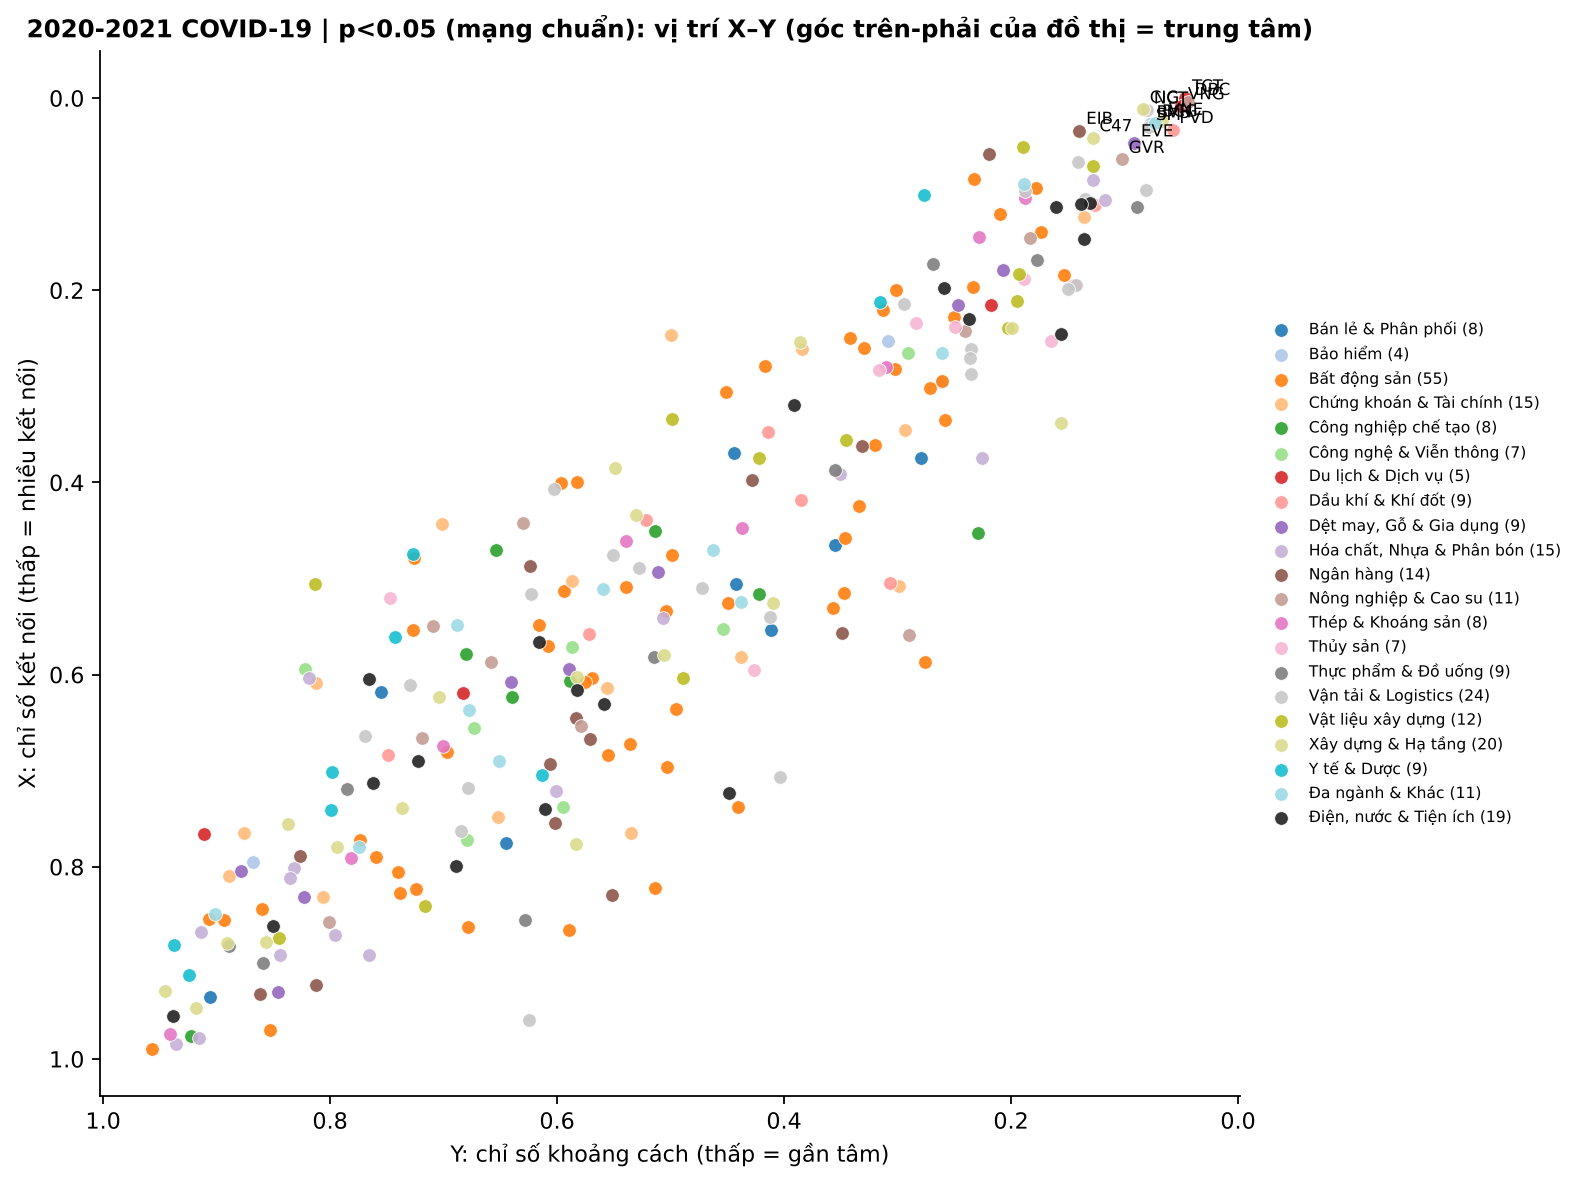 2020-2021 COVID-19 | p<0.05 (mạng chuẩn): vị trí X–Y (góc trên-phải của đồ thị = trung tâm)
X: chỉ số kết nối (thấp = nhiều kết nối)
0.0
0.2
0.4
0.6
0.8
1.0
TCT
VNG
PVD
EIB
C47
EVE
GVR
1.0
0.8
0.6
0.4
0.2
0.0
Y: chỉ số khoảng cách (thấp = gần tâm)
Bán lẻ & Phân phối (8)
Bảo hiểm (4)
Bất động sản (55)
Chứng khoán & Tài chính (15)
Công nghiệp chế tạo (8)
Công nghệ & Viễn thông (7)
Du lịch & Dịch vụ (5)
Dầu khí & Khí đốt (9)
Dệt may, Gỗ & Gia dụng (9)
Hóa chất, Nhựa & Phân bón (15)
Ngân hàng (14)
Nông nghiệp & Cao su (11)
Thép & Khoáng sản (8)
Thủy sản (7)
Thực phẩm & Đồ uống (9)
Vận tải & Logistics (24)
Vật liệu xây dựng (12)
Xây dựng & Hạ tầng (20)
Y tế & Dược (9)
Đa ngành & Khác (11)
Điện, nước & Tiện ích (19)